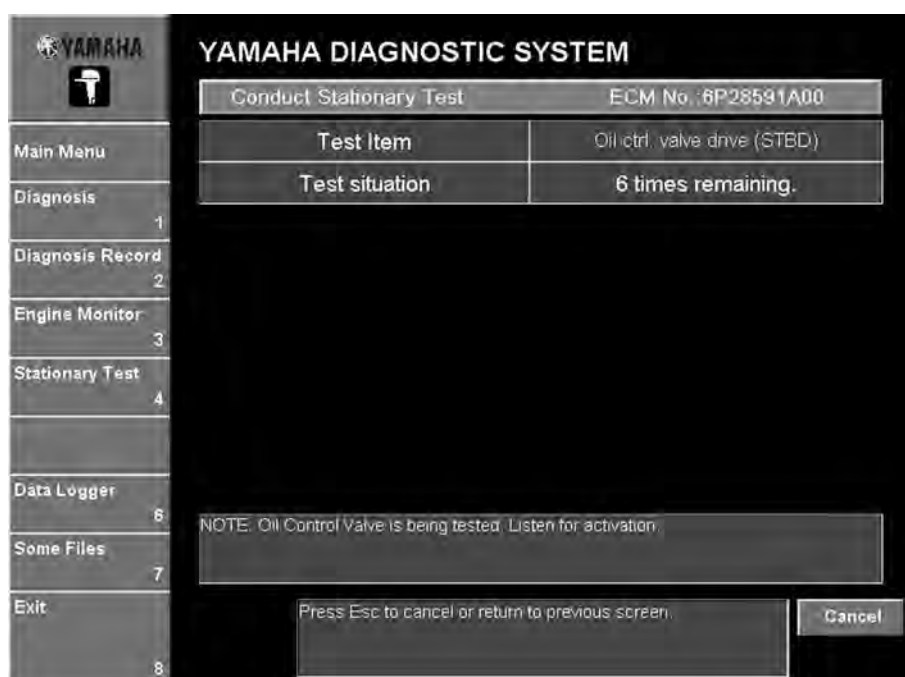 YAMAHA
YAMAHA DIAGNOSTIC SYSTEM
Conduct Stationary Test ECM No.:6P28591A00
Test Item Oil ctrl. valve drive (STBD)
Test situation 6 times remaining.
Main Menu
Diagnosis
1
Diagnosis Record
2
Engine Monitor
3
Stationary Test
4
Data Logger
6
Some Files
7
Exit
8
NOTE: Oil Control Valve is being tested. Listen for activation.
Press Esc to cancel or return to previous screen.
Cancel